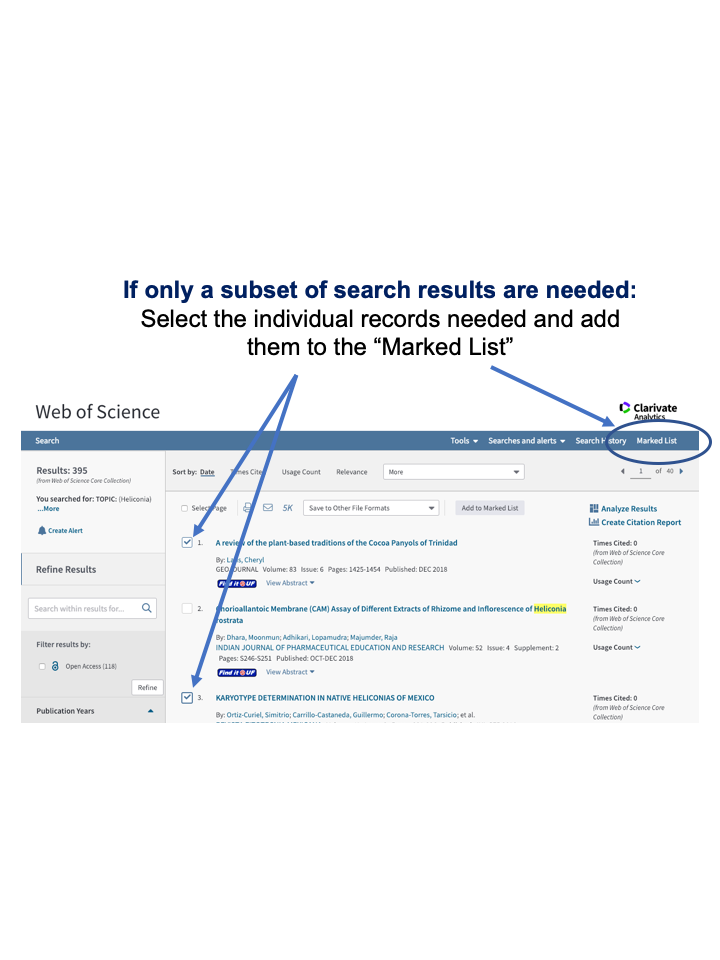 If only a subset of search results are needed:
Select the individual records needed and add
them to the “Marked List”
Web of Science
Clarivate
Analytics
Search
Tools
Searches and alerts
Search History
Marked List
Results: 395
(from Web of Science Core Collection)
You searched for: TOPIC: (Heliconia)
...More
Create Alert
Refine Results
Search within results for...
Filter results by:
Open Access (118)
Refine
Publication Years
Sort by: Date
Times Cited
Usage Count
Relevance
More
1 of 40
Select Page
5K
Save to Other File Formats
Add to Marked List
Analyze Results
Create Citation Report
1. A review of the plant-based traditions of the Cocoa Panyols of Trinidad
By: Cheryl
GEOJOURNAL Volume: 83 Issue: 6 Pages: 1425-1454 Published: DEC 2018
Find it @ UF
View Abstract
Times Cited: 0
(from Web of Science Core
Collection)
Usage Count
2. Chorioallantoic Membrane (CAM) Assay of Different Extracts of Rhizome and Inflorescence of Heliconia
rostrata
By: Dhara, Moonmun; Adhikari, Lopamudra; Majumder, Raja
INDIAN JOURNAL OF PHARMACEUTICAL EDUCATION AND RESEARCH Volume: 52 Issue: 4 Supplement: 2
Pages: S246-S251 Published: OCT-DEC 2018
Find it @ UF
View Abstract
Times Cited: 0
(from Web of Science Core
Collection)
Usage Count
3. KARYOTYPE DETERMINATION IN NATIVE HELICONIAS OF MEXICO
By: Ortiz-Curiel, Simitrio; Carrillo-Castaneda, Guillermo; Corona-Torres, Tarsicio; et al.
Times Cited: 0
(from Web of Science Core
Collection)